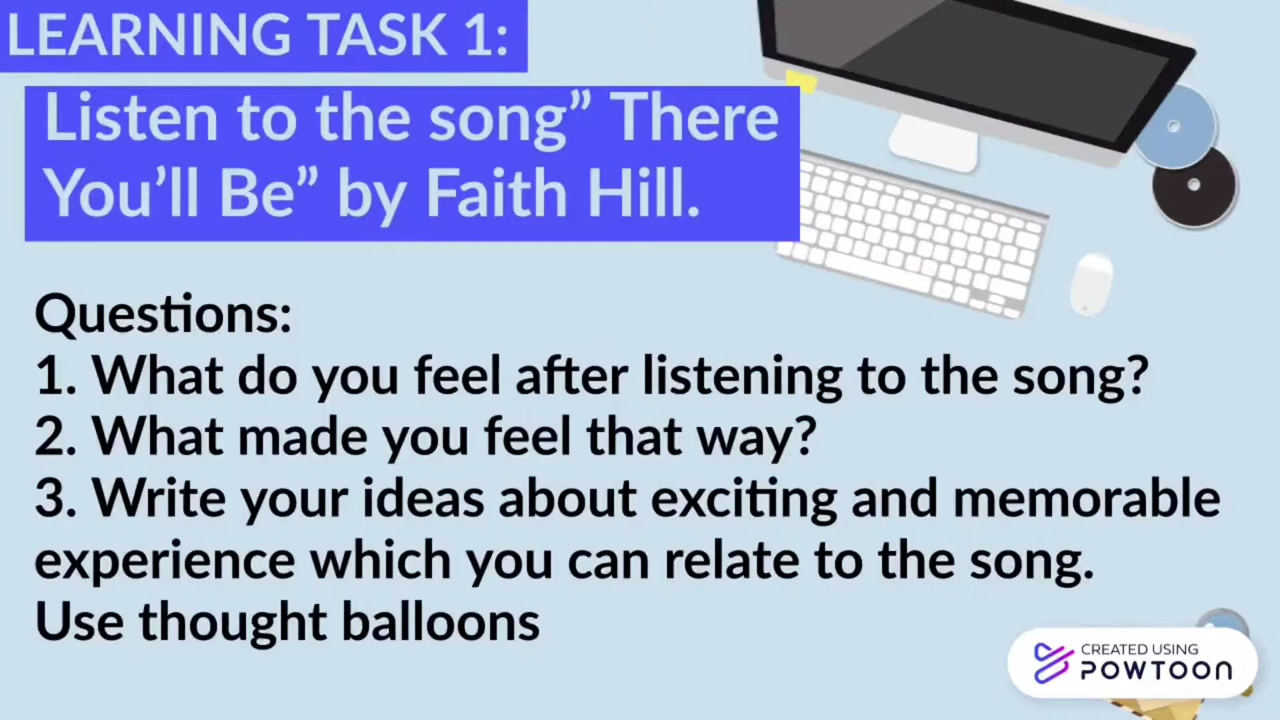 LEARNING TASK 1:
Listen to the song” There
You’ll Be” by Faith Hill.
Questions:
1. What do you feel after listening to the song?
2. What made you feel that way?
3. Write your ideas about exciting and memorable
experience which you can relate to the song.
Use thought balloons
CREATED USING
POWTOON